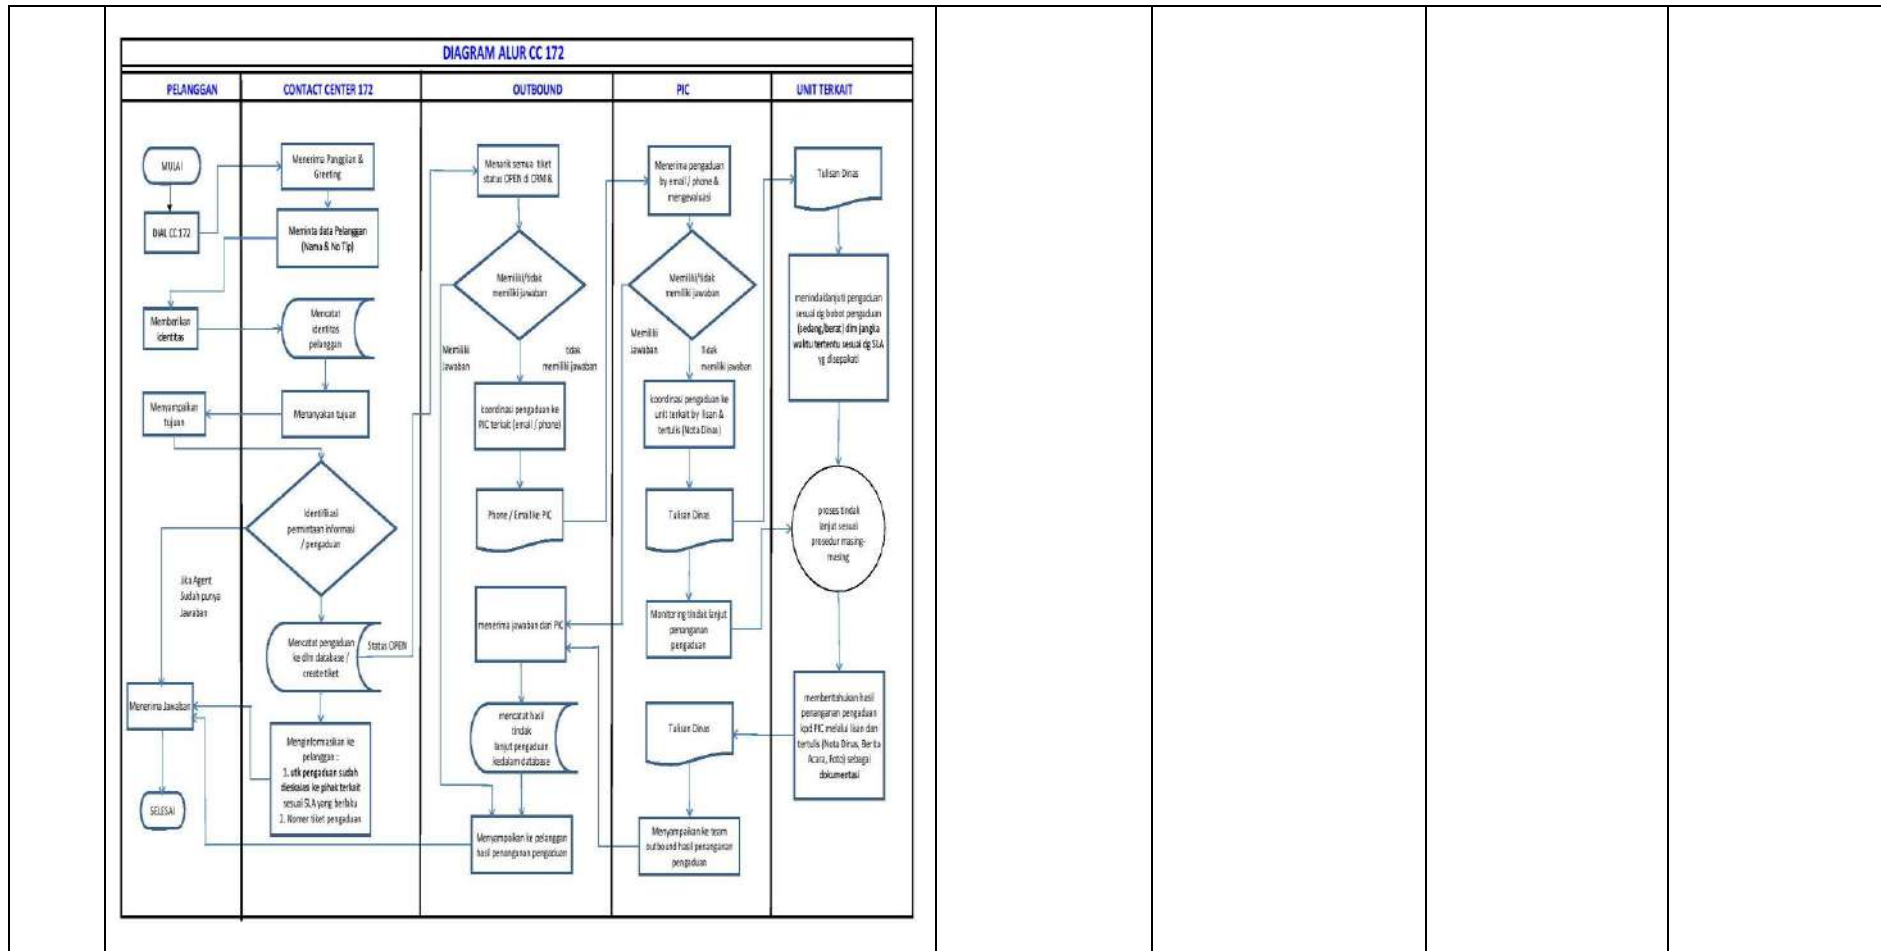 DIAGRAM ALUR CC 172
PELANGGAN
CONTACT CENTER 172
OUTBOUND
PIC
UNIT TERKAIT
MULAI
DIAL CC 172
Memberikan
identitas
Menyampaikan
tujuan
Jika Agent
Sudah punya
Jawaban
Menerima Jawaban
SELESAI
Menerima Panggilan &
Greeting
Meminta data Pelanggan
(Nama & No Tlp)
Mencatat
identitas
pelanggan
Menanyakan tujuan
Identifikasi
permintaan informasi
/ pengaduan
Mencatat pengaduan
ke dlm database /
create tiket
Status OPEN
Menginformasikan ke
pelanggan :
1. utk pengaduan sudah
dieskalasi ke pihak terkait
sesuai SLA yang berlaku
2. Nomer tiket pengaduan
Menarik semua tiket
status OPEN di CRM
Memiliki/tidak
memiliki jawaban
Memiliki
Jawaban
tidak
memiliki jawaban
koordinasi pengaduan ke
PIC terkait (email / phone)
Phone / Email ke PIC
menerima jawaban dari PIC
mencatat hasil
tindak
lanjut pengaduan
kedalam database
Menyampaikan ke pelanggan
hasil penanganan pengaduan
Menerima pengaduan
by email / phone &
mengevaluasi
Memiliki/tidak
memiliki jawaban
Memiliki
jawaban
Tidak
memiliki jawaban
koordinasi pengaduan ke
unit terkait by lisan &
tertulis (Nota Dinas)
Tulisan Dinas
Monitoring tindak lanjut
penanganan
pengaduan
Tulisan Dinas
Menyampaikan ke team
outbound hasil penanganan
pengaduan
Tulisan Dinas
menindaklanjuti pengaduan
sesuai dg bobot pengaduan
(sedang/berat) dlm jangka
waktu tertentu sesuai dg SLA
yg disepakati
proses tindak
lanjut sesuai
prosedur masing-
masing
memberitahukan hasil
penanganan pengaduan
kpd PIC melalui lisan dan
tertulis (Nota Dinas, Berita
Acara, Foto) sebagai
dokumentasi